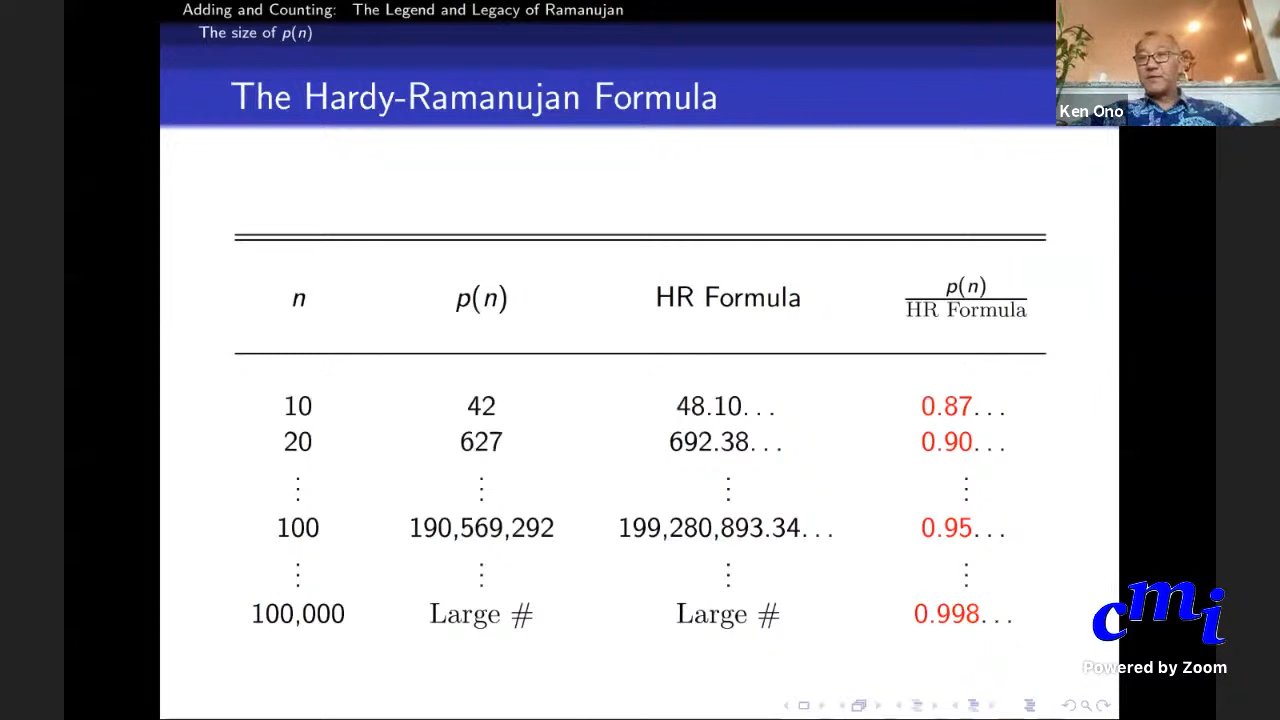 Adding and Counting: The Legend and Legacy of Ramanujan
The size of p(n)
The Hardy-Ramanujan Formula
Ken Ono
n p(n) HR Formula p(n)/HR Formula
10 42 48.10... 0.87...
20 627 692.38... 0.90...
⋮ ⋮ ⋮ ⋮
100 190,569,292 199,280,893.34... 0.95...
⋮ ⋮ ⋮ ⋮
100,000 Large # Large # 0.998...
cmi
Powered by Zoom